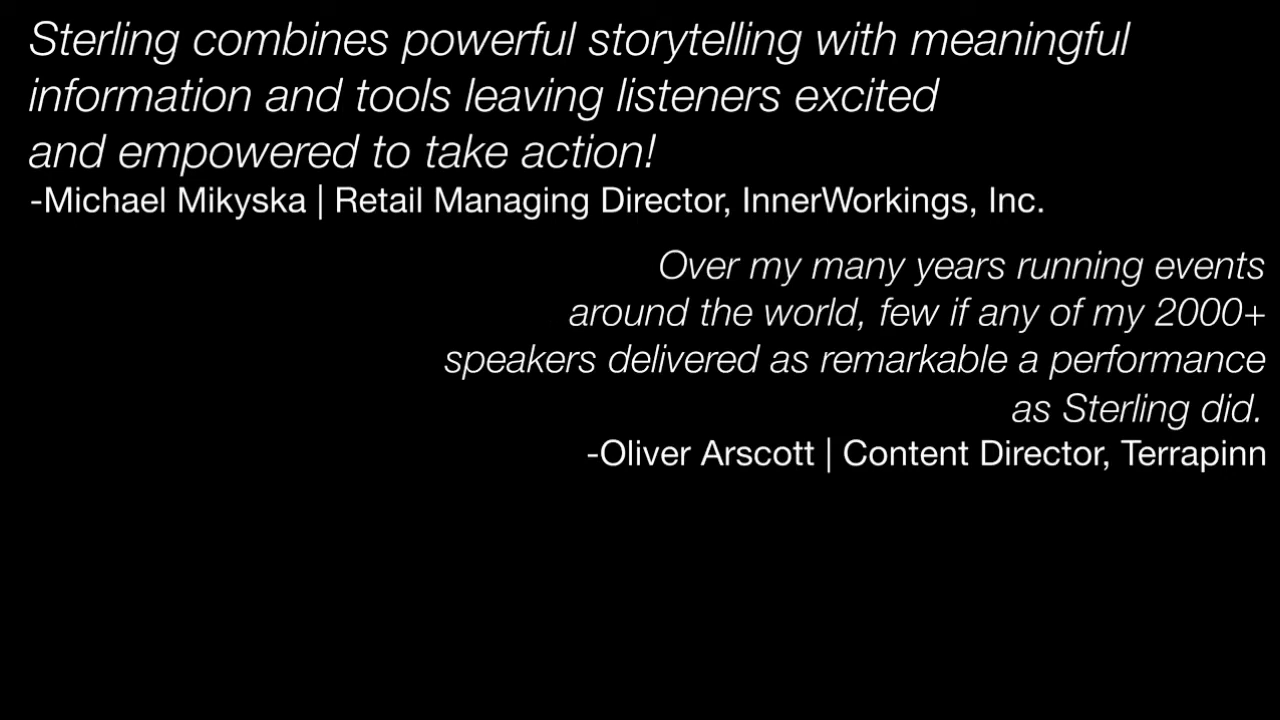 Sterling combines powerful storytelling with meaningful
information and tools leaving listeners excited
and empowered to take action!
-Michael Mikyska | Retail Managing Director, InnerWorkings, Inc.
Over my many years running events
around the world, few if any of my 2000+
speakers delivered as remarkable a performance
as Sterling did.
-Oliver Arscott | Content Director, Terrapinn